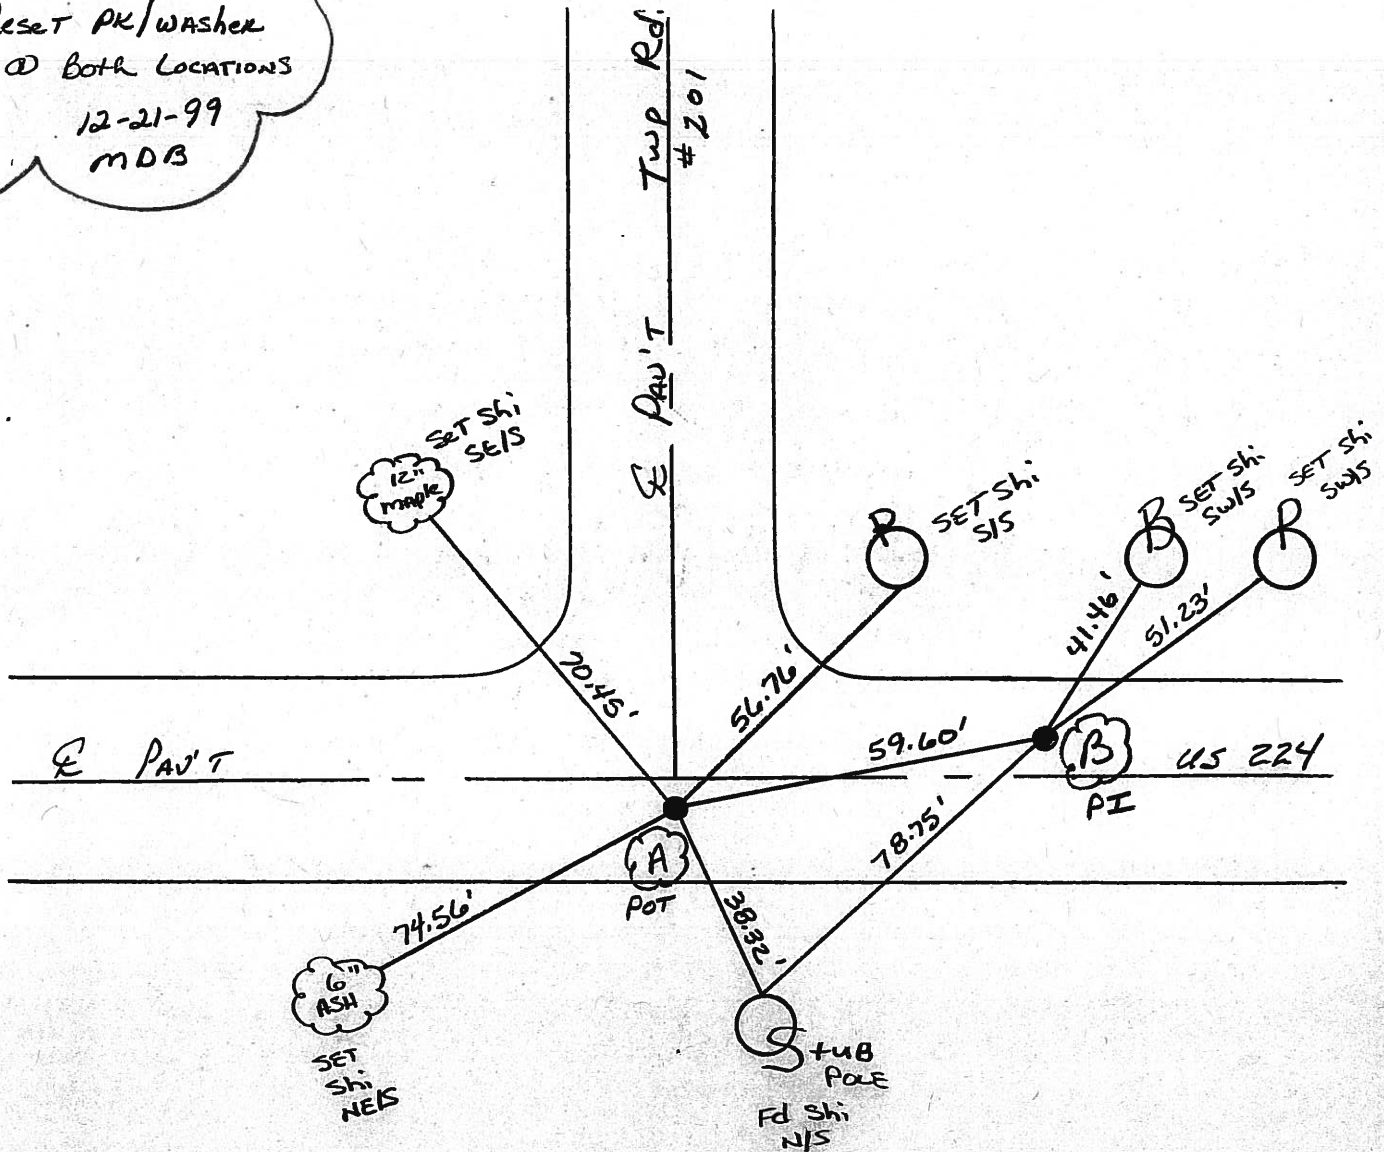 Reset PK/Washer
@ Both Locations
12-21-99
MDB
Twp Rd.
#201
℄ Pav't
12"
Maple
Set Shi
SE/S
P
Set Shi
S/S
P
Set Shi
SW/S
P
Set Shi
SW/S
70.45'
56.76'
41.46'
51.23'
59.60'
78.75'
38.32'
74.56'
℄ Pav't
US 224
A
POT
B
PI
6"
ASH
Set
Shi
NE/S
Stub
Pole
Fd Shi
N/S